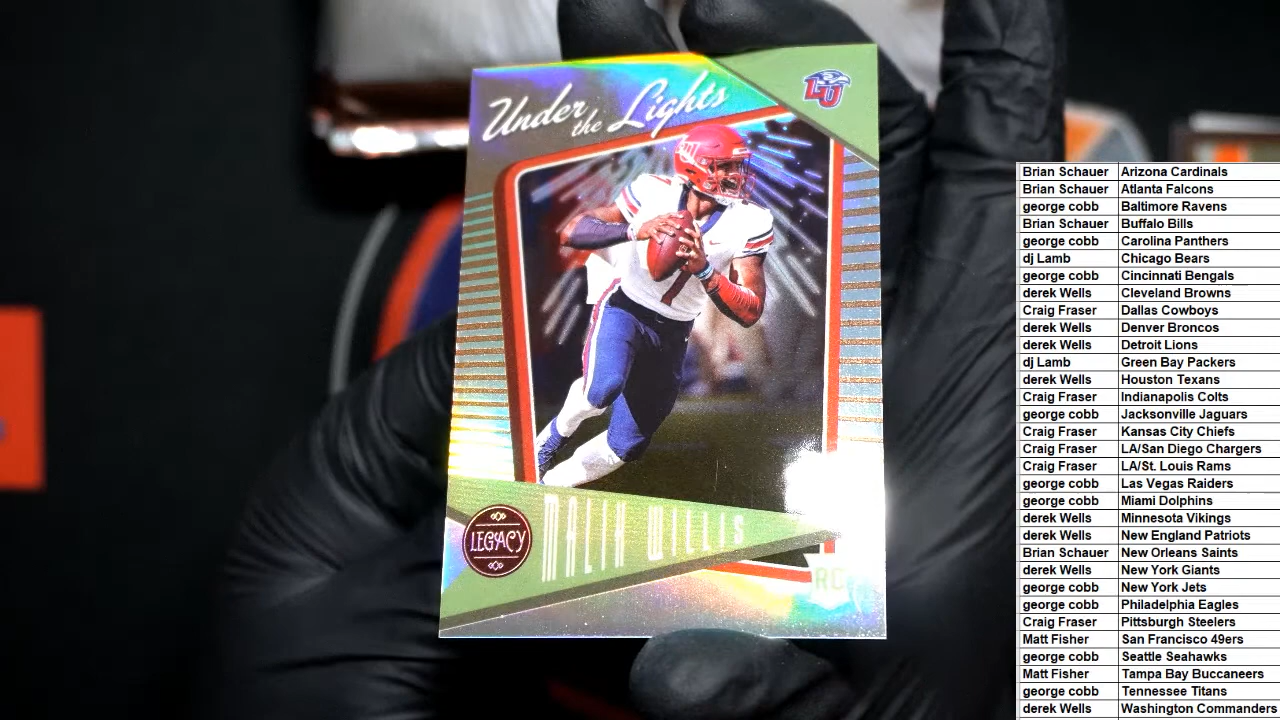 Under
the Lights
LU
LEGACY
MALIK WILLIS
RC
7
Brian Schauer Arizona Cardinals
Brian Schauer Atlanta Falcons
george cobb Baltimore Ravens
Brian Schauer Buffalo Bills
george cobb Carolina Panthers
dj Lamb Chicago Bears
george cobb Cincinnati Bengals
derek Wells Cleveland Browns
Craig Fraser Dallas Cowboys
derek Wells Denver Broncos
derek Wells Detroit Lions
dj Lamb Green Bay Packers
derek Wells Houston Texans
Craig Fraser Indianapolis Colts
george cobb Jacksonville Jaguars
Craig Fraser Kansas City Chiefs
Craig Fraser LA/San Diego Chargers
Craig Fraser LA/St. Louis Rams
george cobb Las Vegas Raiders
george cobb Miami Dolphins
derek Wells Minnesota Vikings
derek Wells New England Patriots
Brian Schauer New Orleans Saints
derek Wells New York Giants
george cobb New York Jets
george cobb Philadelphia Eagles
Craig Fraser Pittsburgh Steelers
Matt Fisher San Francisco 49ers
george cobb Seattle Seahawks
Matt Fisher Tampa Bay Buccaneers
george cobb Tennessee Titans
derek Wells Washington Commanders